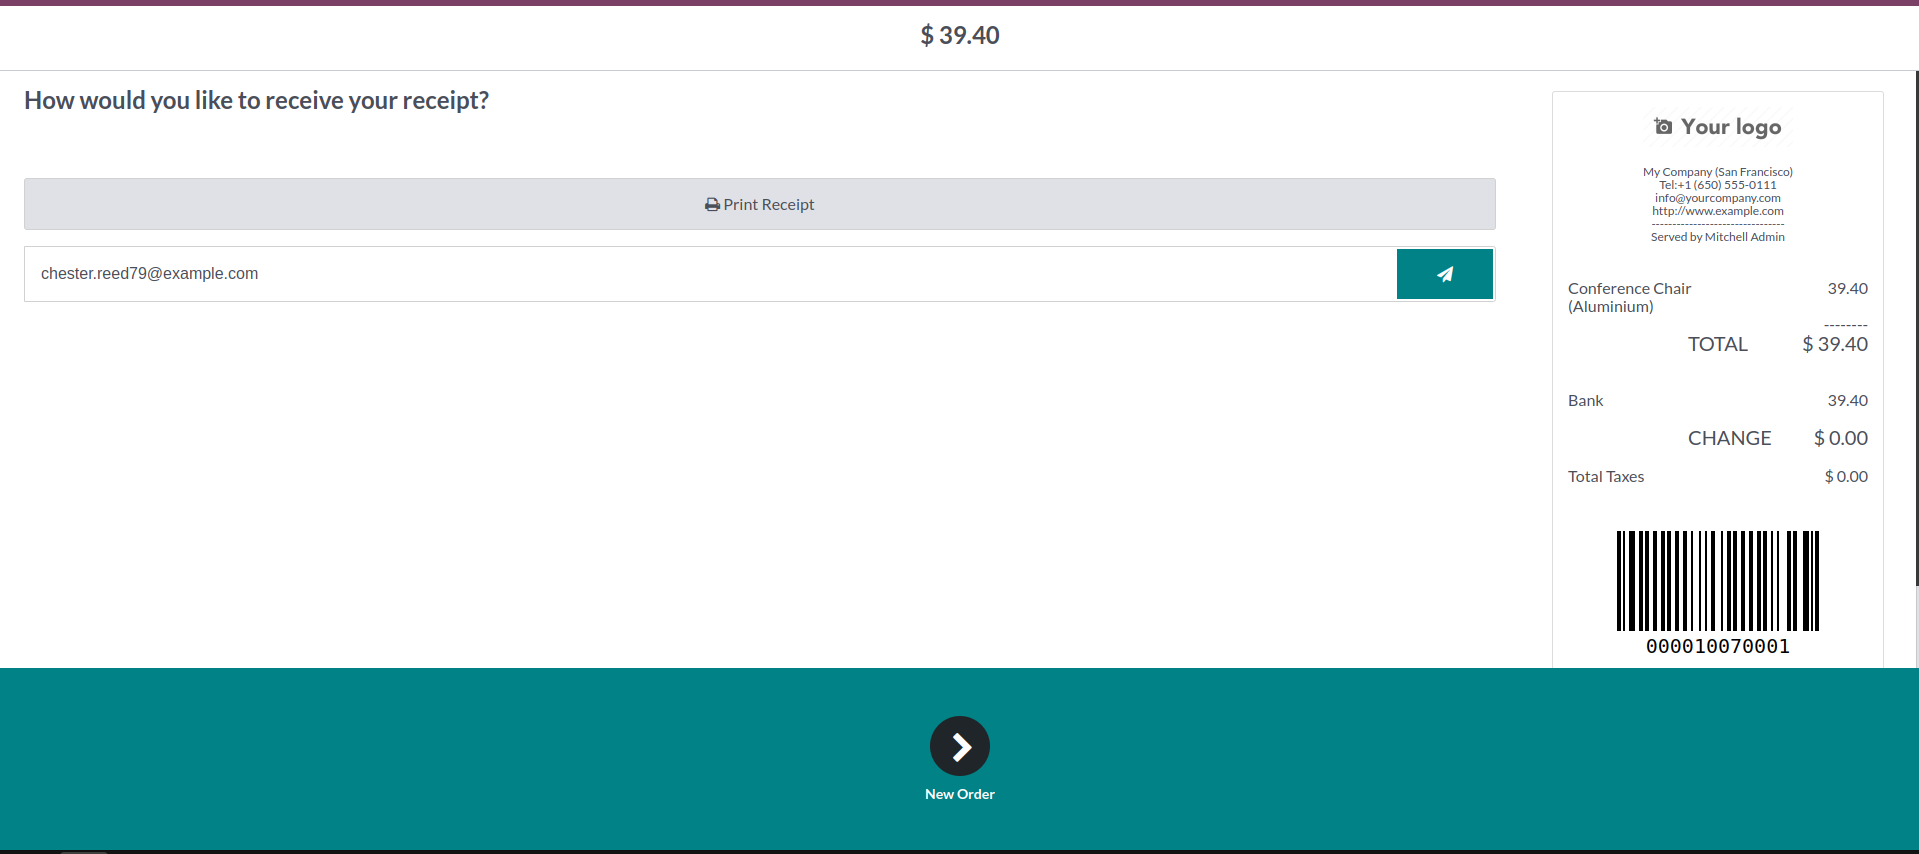 $ 39.40
How would you like to receive your receipt?
Print Receipt
chester.reed79@example.com
Your logo
My Company (San Francisco)
Tel:+1 (650) 555-0111
info@yourcompany.com
http://www.example.com
--------------------------------
Served by Mitchell Admin
Conference Chair 39.40
(Aluminium)
--------
TOTAL $ 39.40
Bank 39.40
CHANGE $ 0.00
Total Taxes $ 0.00
000010070001
New Order